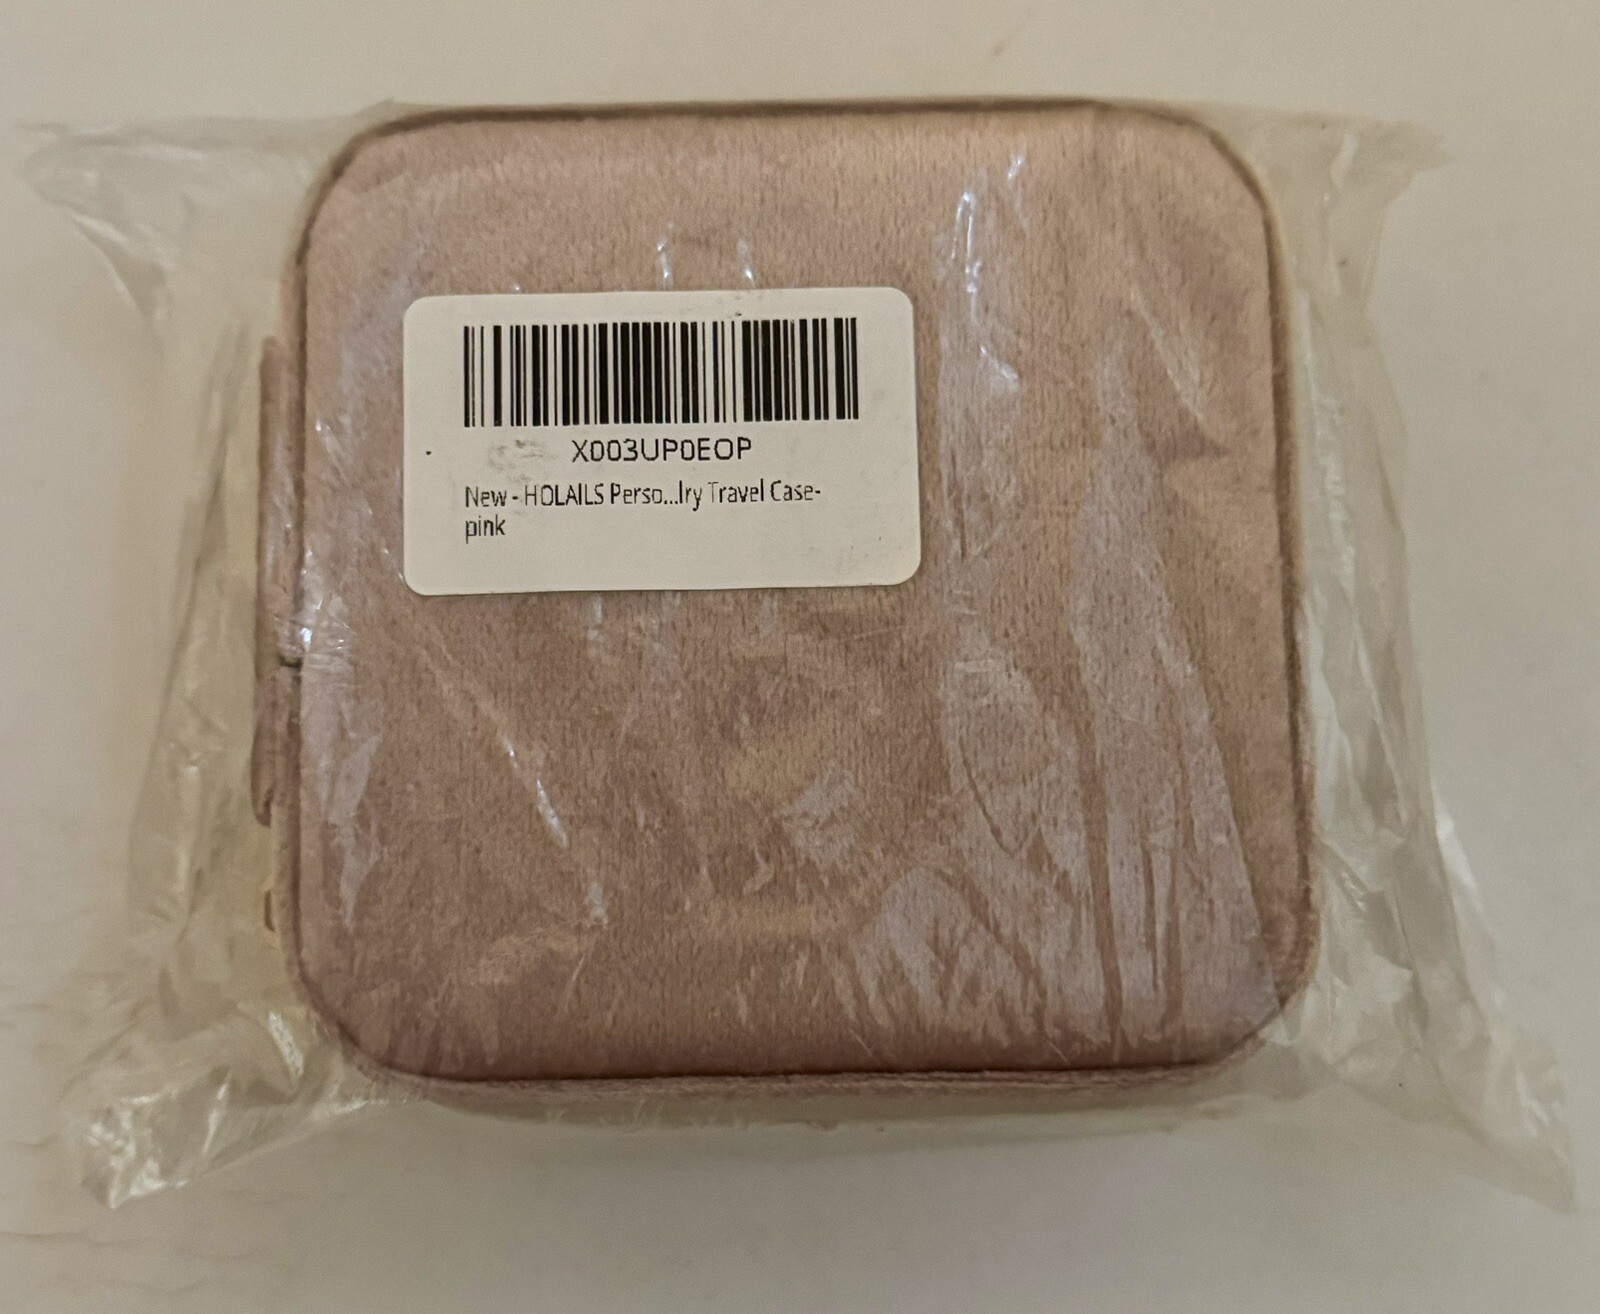 X003UP0EOP
New - HOLAILS Perso...lry Travel Case-
pink